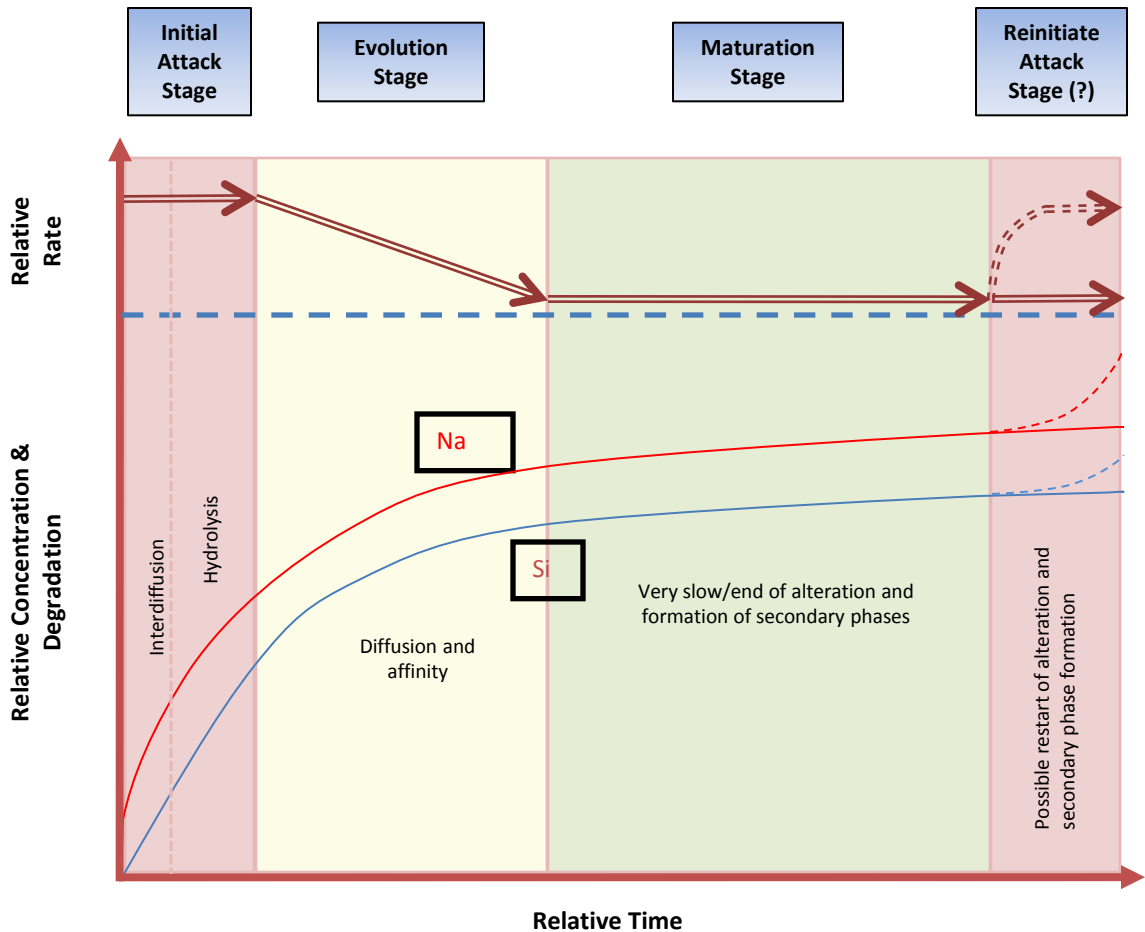 Initial
Attack
Stage
Evolution
Stage
Maturation
Stage
Reinitiate
Attack
Stage (?)
Relative
Rate
Relative Concentration &
Degradation
Interdiffusion
Hydrolysis
Na
Si
Diffusion and
affinity
Very slow/end of alteration and
formation of secondary phases
Possible restart of alteration and
secondary phase formation
Relative Time